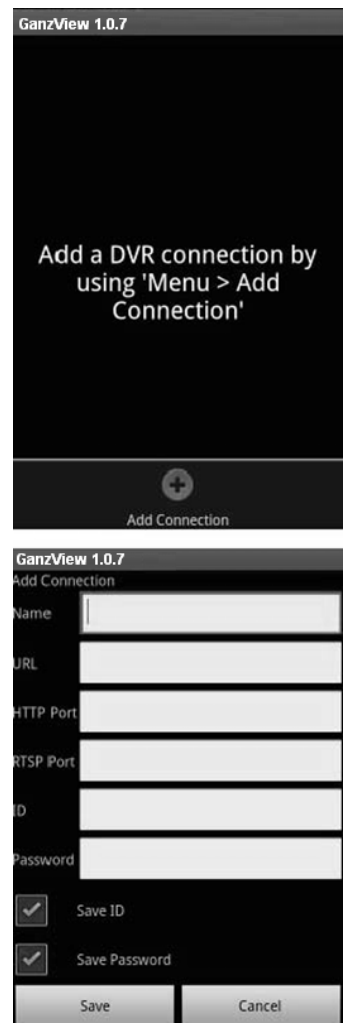 GanzView 1.0.7
Add a DVR connection by
using 'Menu > Add
Connection'
Add Connection
GanzView 1.0.7
Add Connection
Name
URL
HTTP Port
RTSP Port
ID
Password
Save ID
Save Password
Save
Cancel